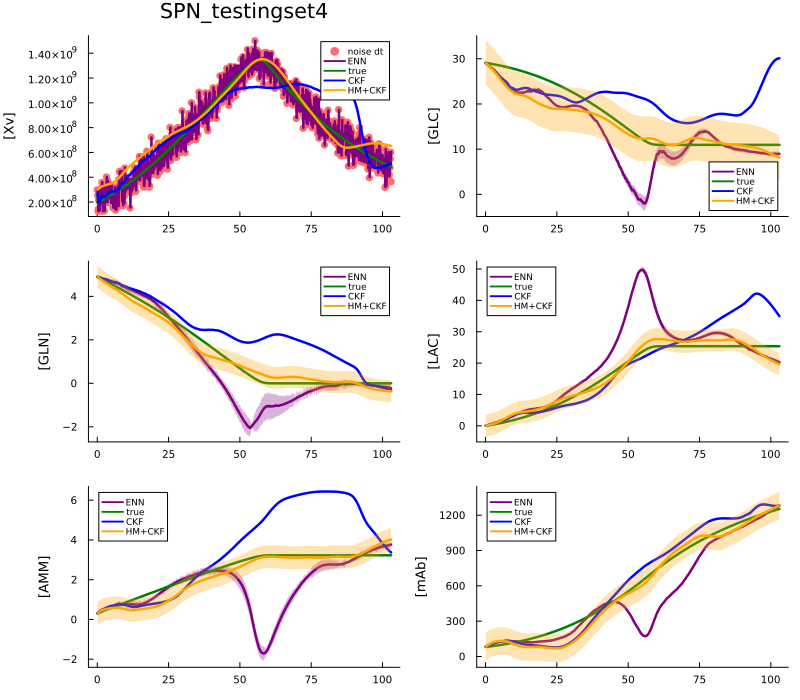 SPN_testingset4
[Xv]
1.40×10⁹
1.20×10⁹
1.00×10⁹
8.00×10⁸
6.00×10⁸
4.00×10⁸
2.00×10⁸
0 25 50 75 100
noise dt
ENN
true
CKF
HM+CKF
[GLC]
30
20
10
0
0 25 50 75 100
ENN
true
CKF
HM+CKF
[GLN]
4
2
0
−2
0 25 50 75 100
ENN
true
CKF
HM+CKF
[LAC]
50
40
30
20
10
0
0 25 50 75 100
ENN
true
CKF
HM+CKF
[AMM]
6
4
2
0
−2
0 25 50 75 100
ENN
true
CKF
HM+CKF
[mAb]
1200
900
600
300
0
0 25 50 75 100
ENN
true
CKF
HM+CKF